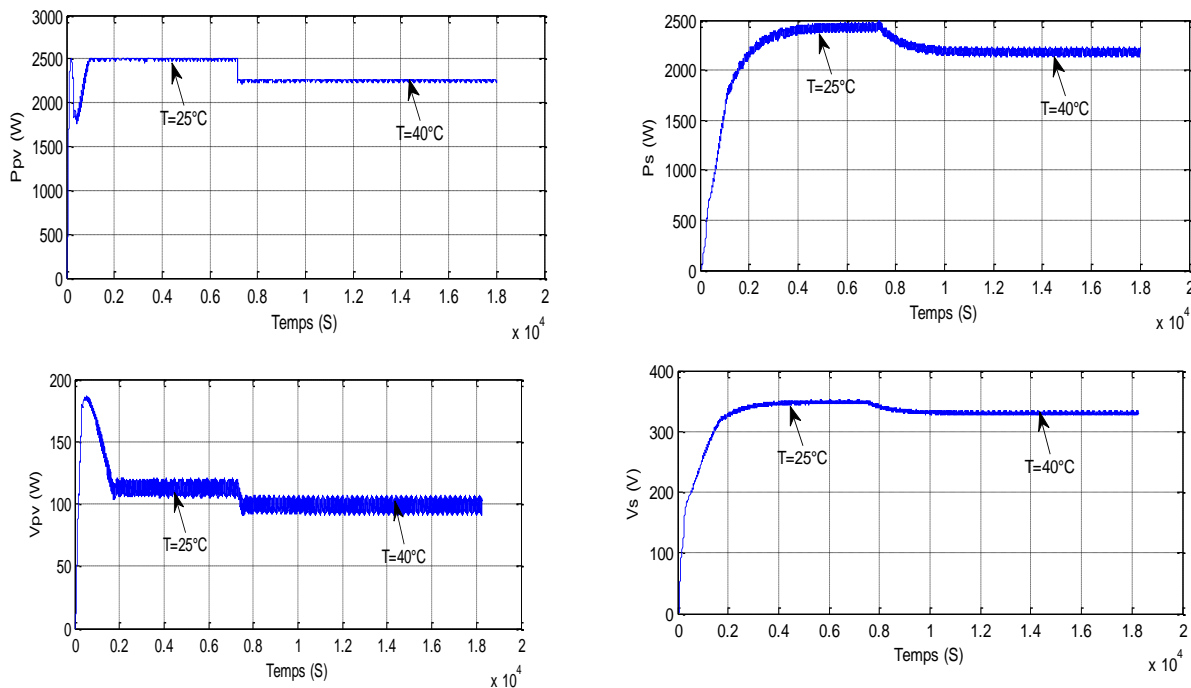 3000
2500
2000
1500
1000
500
0
Ppv (W)
T=25°C
T=40°C
0 0.2 0.4 0.6 0.8 1 1.2 1.4 1.6 1.8 2
Temps (S)
x 10^4
2500
2000
1500
1000
500
0
Ps (W)
T=25°C
T=40°C
0 0.2 0.4 0.6 0.8 1 1.2 1.4 1.6 1.8 2
Temps (S)
x 10^4
200
150
100
50
0
Vpv (W)
T=25°C
T=40°C
0 0.2 0.4 0.6 0.8 1 1.2 1.4 1.6 1.8 2
Temps (S)
x 10^4
400
300
200
100
0
Vs (V)
T=25°C
T=40°C
0 0.2 0.4 0.6 0.8 1 1.2 1.4 1.6 1.8 2
Temps (S)
x 10^4